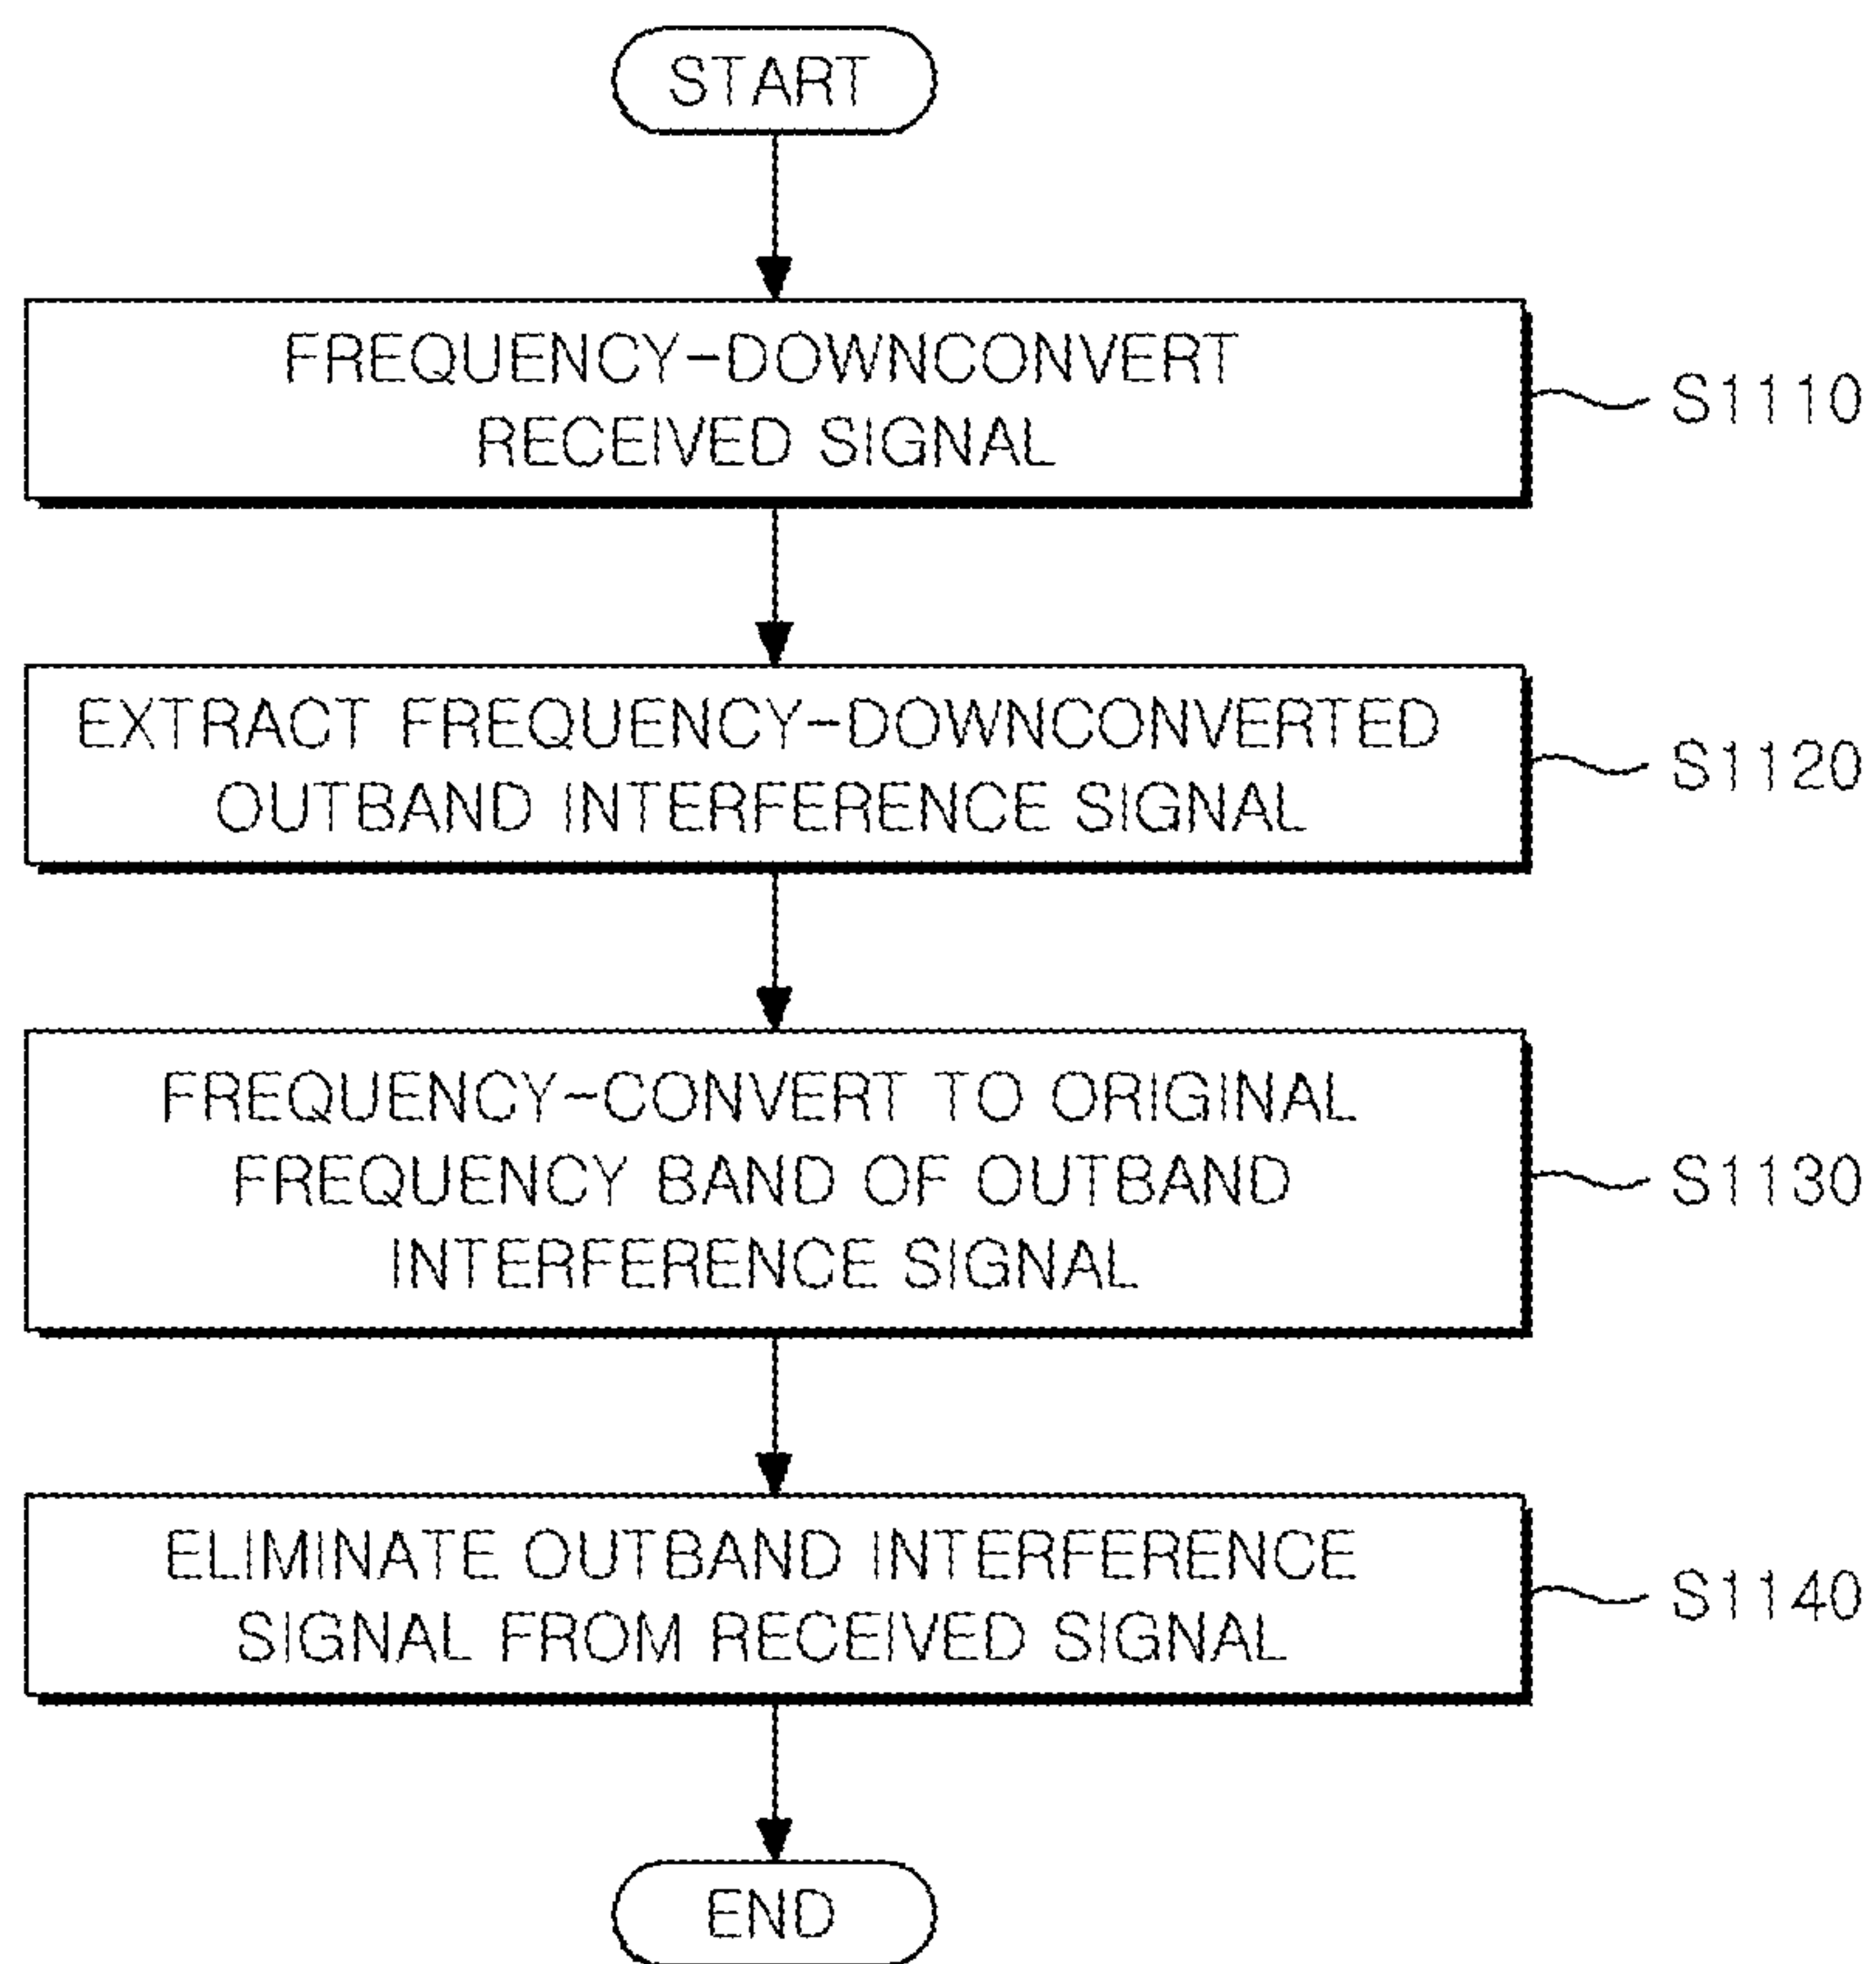 START
FREQUENCY-DOWNCONVERT
RECEIVED SIGNAL
S1110
EXTRACT FREQUENCY-DOWNCONVERTED
OUTBAND INTERFERENCE SIGNAL
S1120
FREQUENCY-CONVERT TO ORIGINAL
FREQUENCY BAND OF OUTBAND
INTERFERENCE SIGNAL
S1130
ELIMINATE OUTBAND INTERFERENCE
SIGNAL FROM RECEIVED SIGNAL
S1140
END